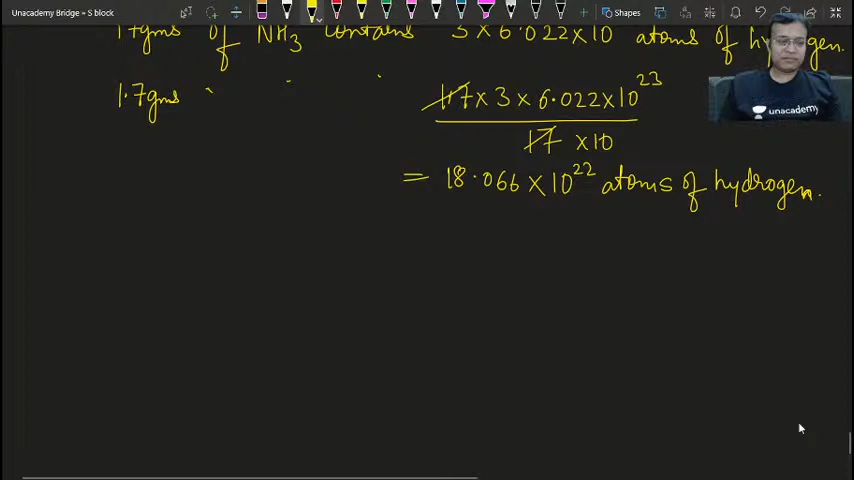 Unacademy Bridge - S block
Shapes
17gms of NH3 contains 3 x 6.022 x 10 atoms of hydrogen.
unacademy
1.7gms " " " 17 x 3 x 6.022 x 10^23
17 x 10
= 18.066 x 10^22 atoms of hydrogen.